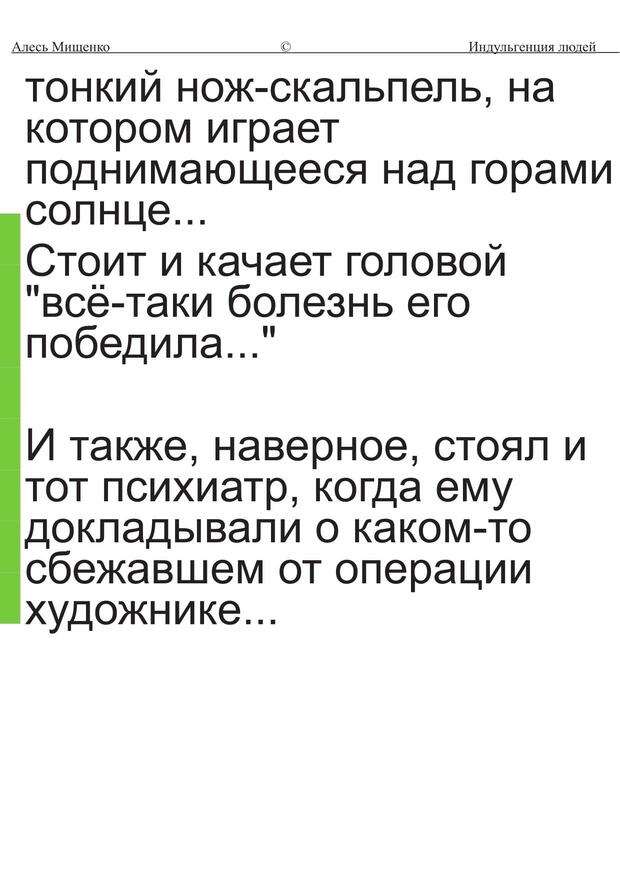 Алесь Мищенко © Индульгенция людей
тонкий нож-скальпель, на
котором играет
поднимающееся над горами
солнце...
Стоит и качает головой
"всё-таки болезнь его
победила..."
И также, наверное, стоял и
тот психиатр, когда ему
докладывали о каком-то
сбежавшем от операции
художнике...